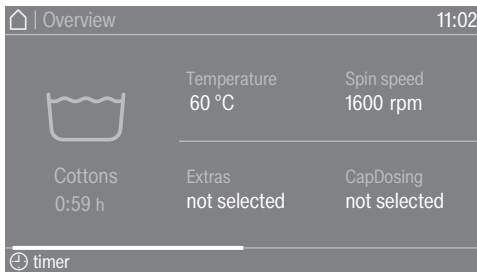 | Overview 11:02
Temperature Spin speed
60 °C 1600 rpm
Cottons Extras CapDosing
0:59 h not selected not selected
timer